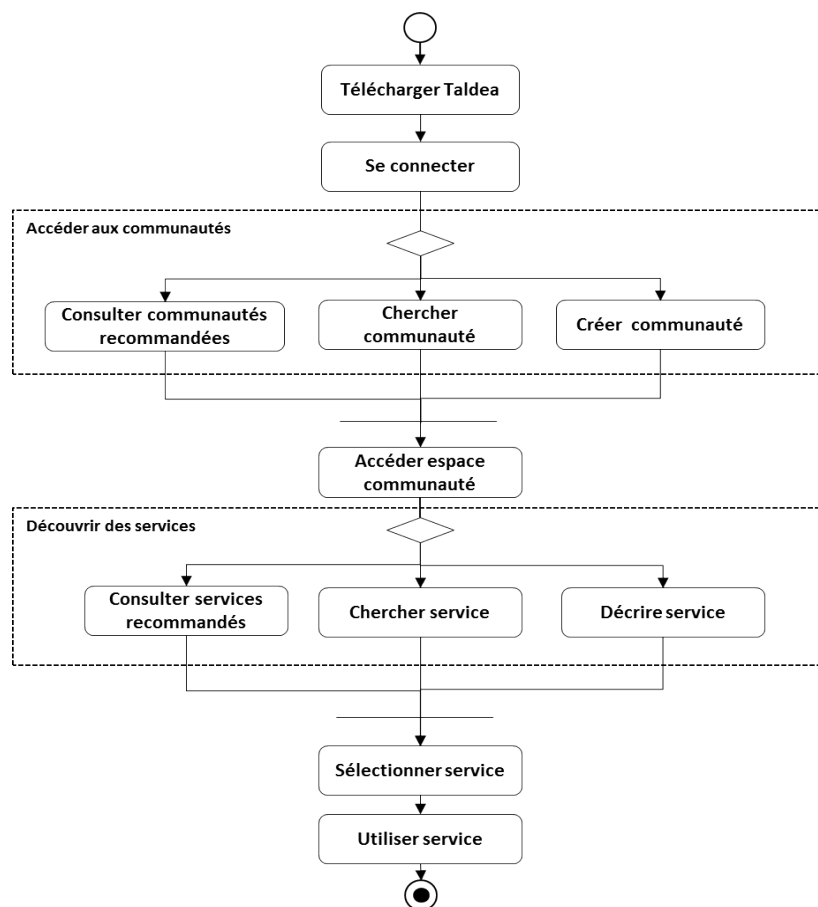 Télécharger Taldea
Se connecter
Accéder aux communautés
Consulter communautés
recommandées
Chercher
communauté
Créer communauté
Accéder espace
communauté
Découvrir des services
Consulter services
recommandés
Chercher service
Décrire service
Sélectionner service
Utiliser service